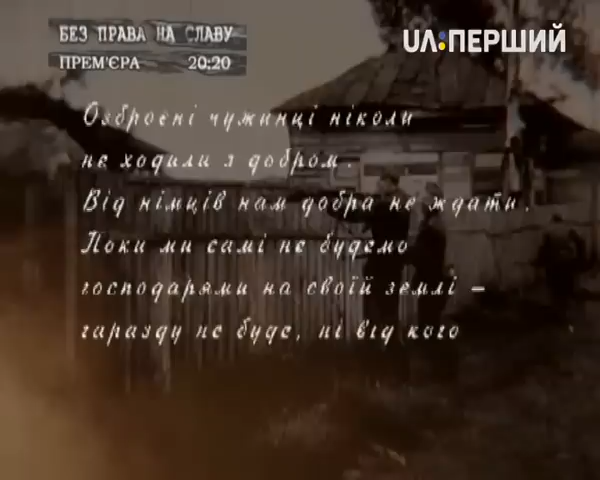 БЕЗ ПРАВА НА СЛАВУ
ПРЕМ'ЄРА 20:20
UA:ПЕРШИЙ
Озброєні чужинці ніколи
не ходили з добром.
Від німців нам добра не ждати.
Поки ми самі не будемо
господарями на своїй землі –
гаразду не буде, ні від кого